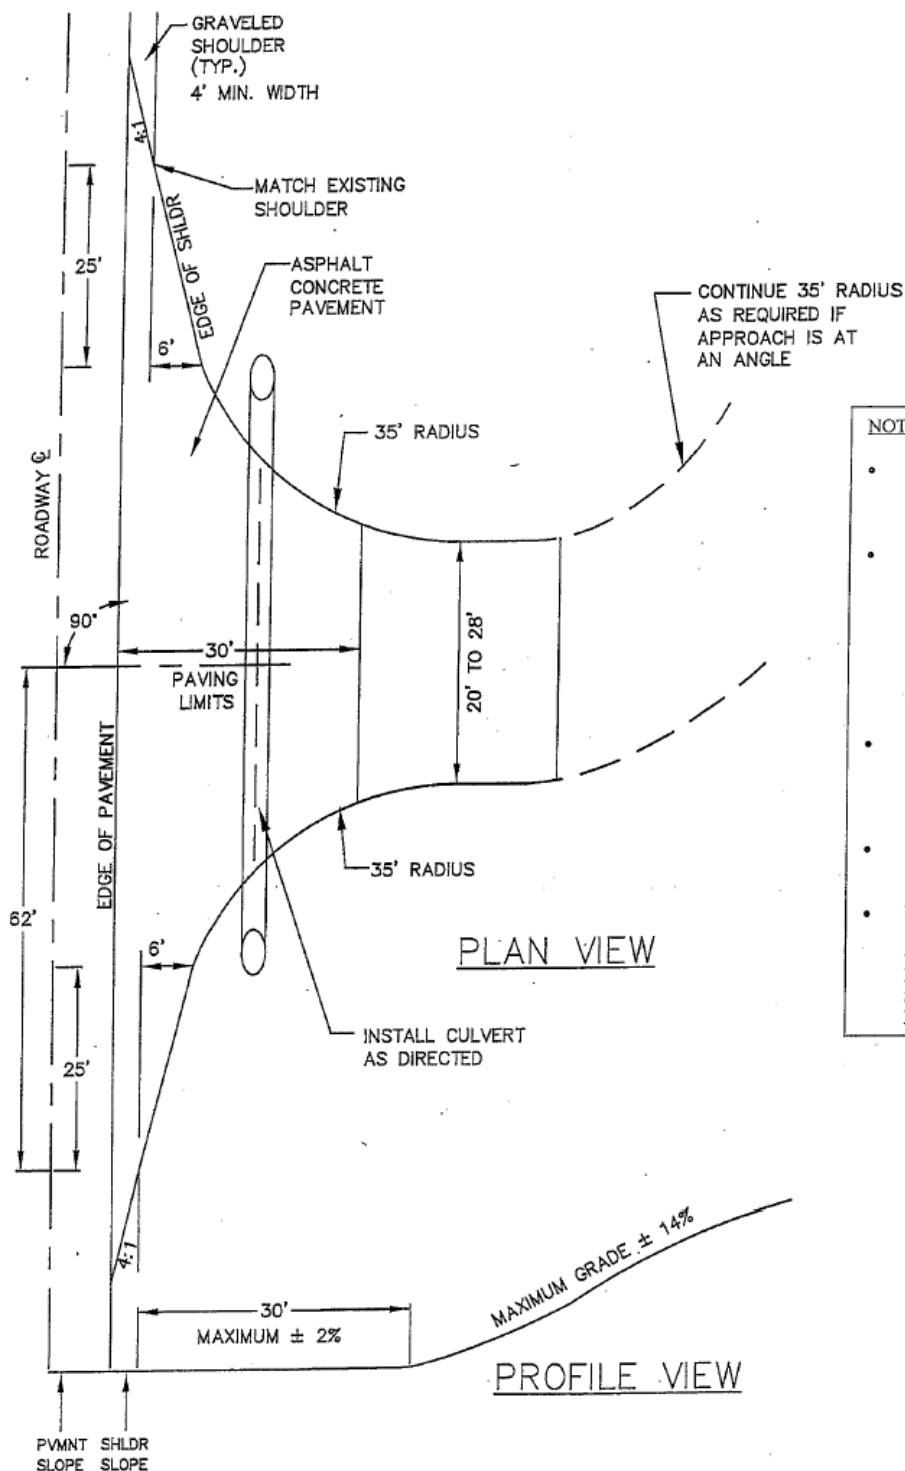 GRAVELED
SHOULDER
(TYP.)
4' MIN. WIDTH
4:1
MATCH EXISTING
SHOULDER
25'
EDGE OF SHLDR
ASPHALT
CONCRETE
PAVEMENT
6'
CONTINUE 35' RADIUS
AS REQUIRED IF
APPROACH IS AT
AN ANGLE
35' RADIUS
NOT
ROADWAY ℄
90°
30'
PAVING
LIMITS
20' TO 28'
EDGE OF PAVEMENT
35' RADIUS
62'
6'
PLAN VIEW
25'
INSTALL CULVERT
AS DIRECTED
4:1
30'
MAXIMUM ± 2%
MAXIMUM GRADE ± 14%
PROFILE VIEW
PVMNT
SLOPE
SHLDR
SLOPE